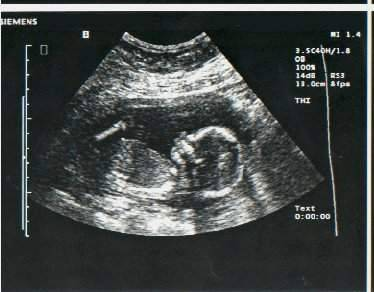 SIEMENS
B
MI 1.4
3.5C40H/1.8
OB
100%
14dB RS3
13.0cm 8fps
THI
Text
0:00:00